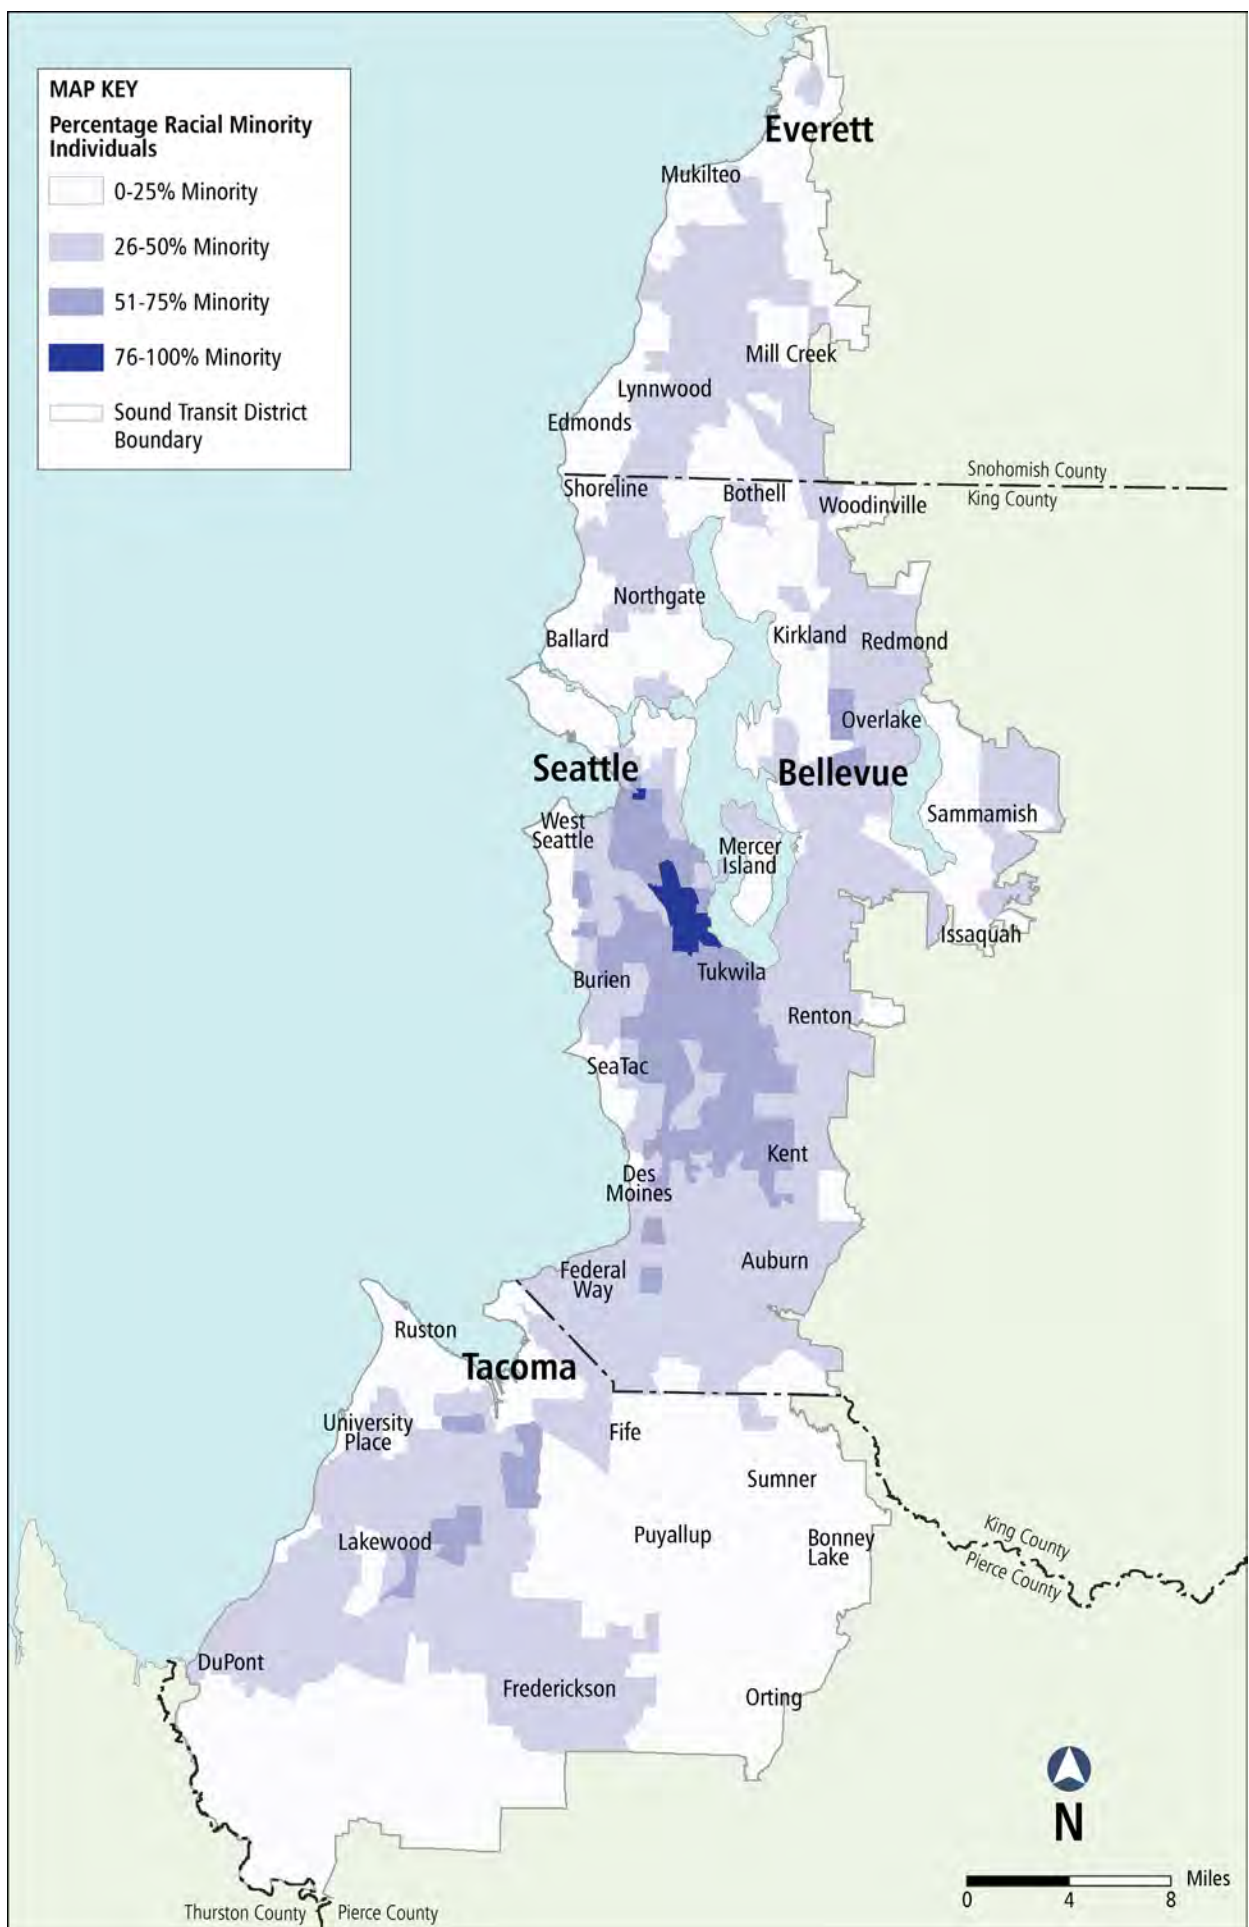 MAP KEY
Percentage Racial Minority
Individuals
0-25% Minority
26-50% Minority
51-75% Minority
76-100% Minority
Sound Transit District
Boundary
Everett
Mukilteo
Mill Creek
Lynnwood
Edmonds
Snohomish County
King County
Shoreline
Bothell
Woodinville
Northgate
Ballard
Kirkland
Redmond
Overlake
Seattle
Bellevue
Sammamish
West
Seattle
Mercer
Island
Issaquah
Tukwila
Burien
Renton
SeaTac
Kent
Des
Moines
Auburn
Federal
Way
Ruston
Tacoma
University
Place
Fife
Sumner
Lakewood
Puyallup
Bonney
Lake
King County
Pierce County
DuPont
Frederickson
Orting
N
Miles
0 4 8
Thurston County
Pierce County